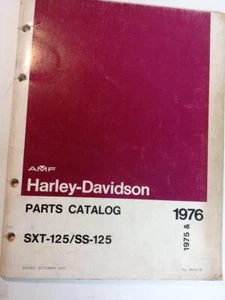 AMF
Harley-Davidson
PARTS CATALOG
1976
1975 &
SXT-125/SS-125